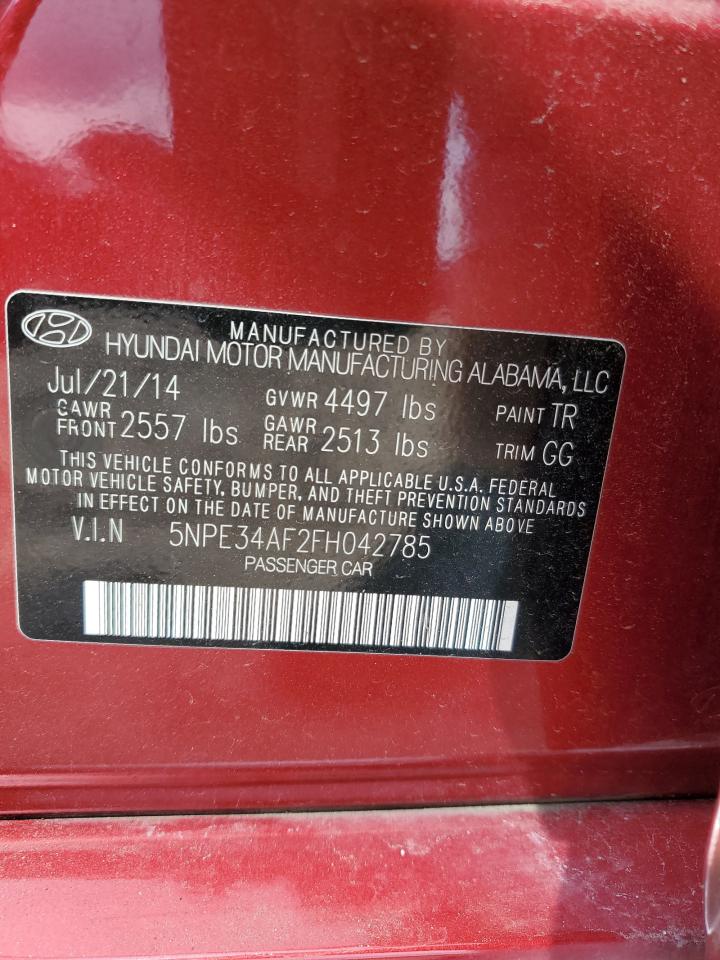 MANUFACTURED BY
HYUNDAI MOTOR MANUFACTURING ALABAMA, LLC
Jul/21/14 GVWR 4497 lbs PAINT TR
GAWR FRONT 2557 lbs GAWR REAR 2513 lbs TRIM GG
THIS VEHICLE CONFORMS TO ALL APPLICABLE U.S.A. FEDERAL
MOTOR VEHICLE SAFETY, BUMPER, AND THEFT PREVENTION STANDARDS
IN EFFECT ON THE DATE OF MANUFACTURE SHOWN ABOVE.
V.I.N 5NPE34AF2FH042785
PASSENGER CAR